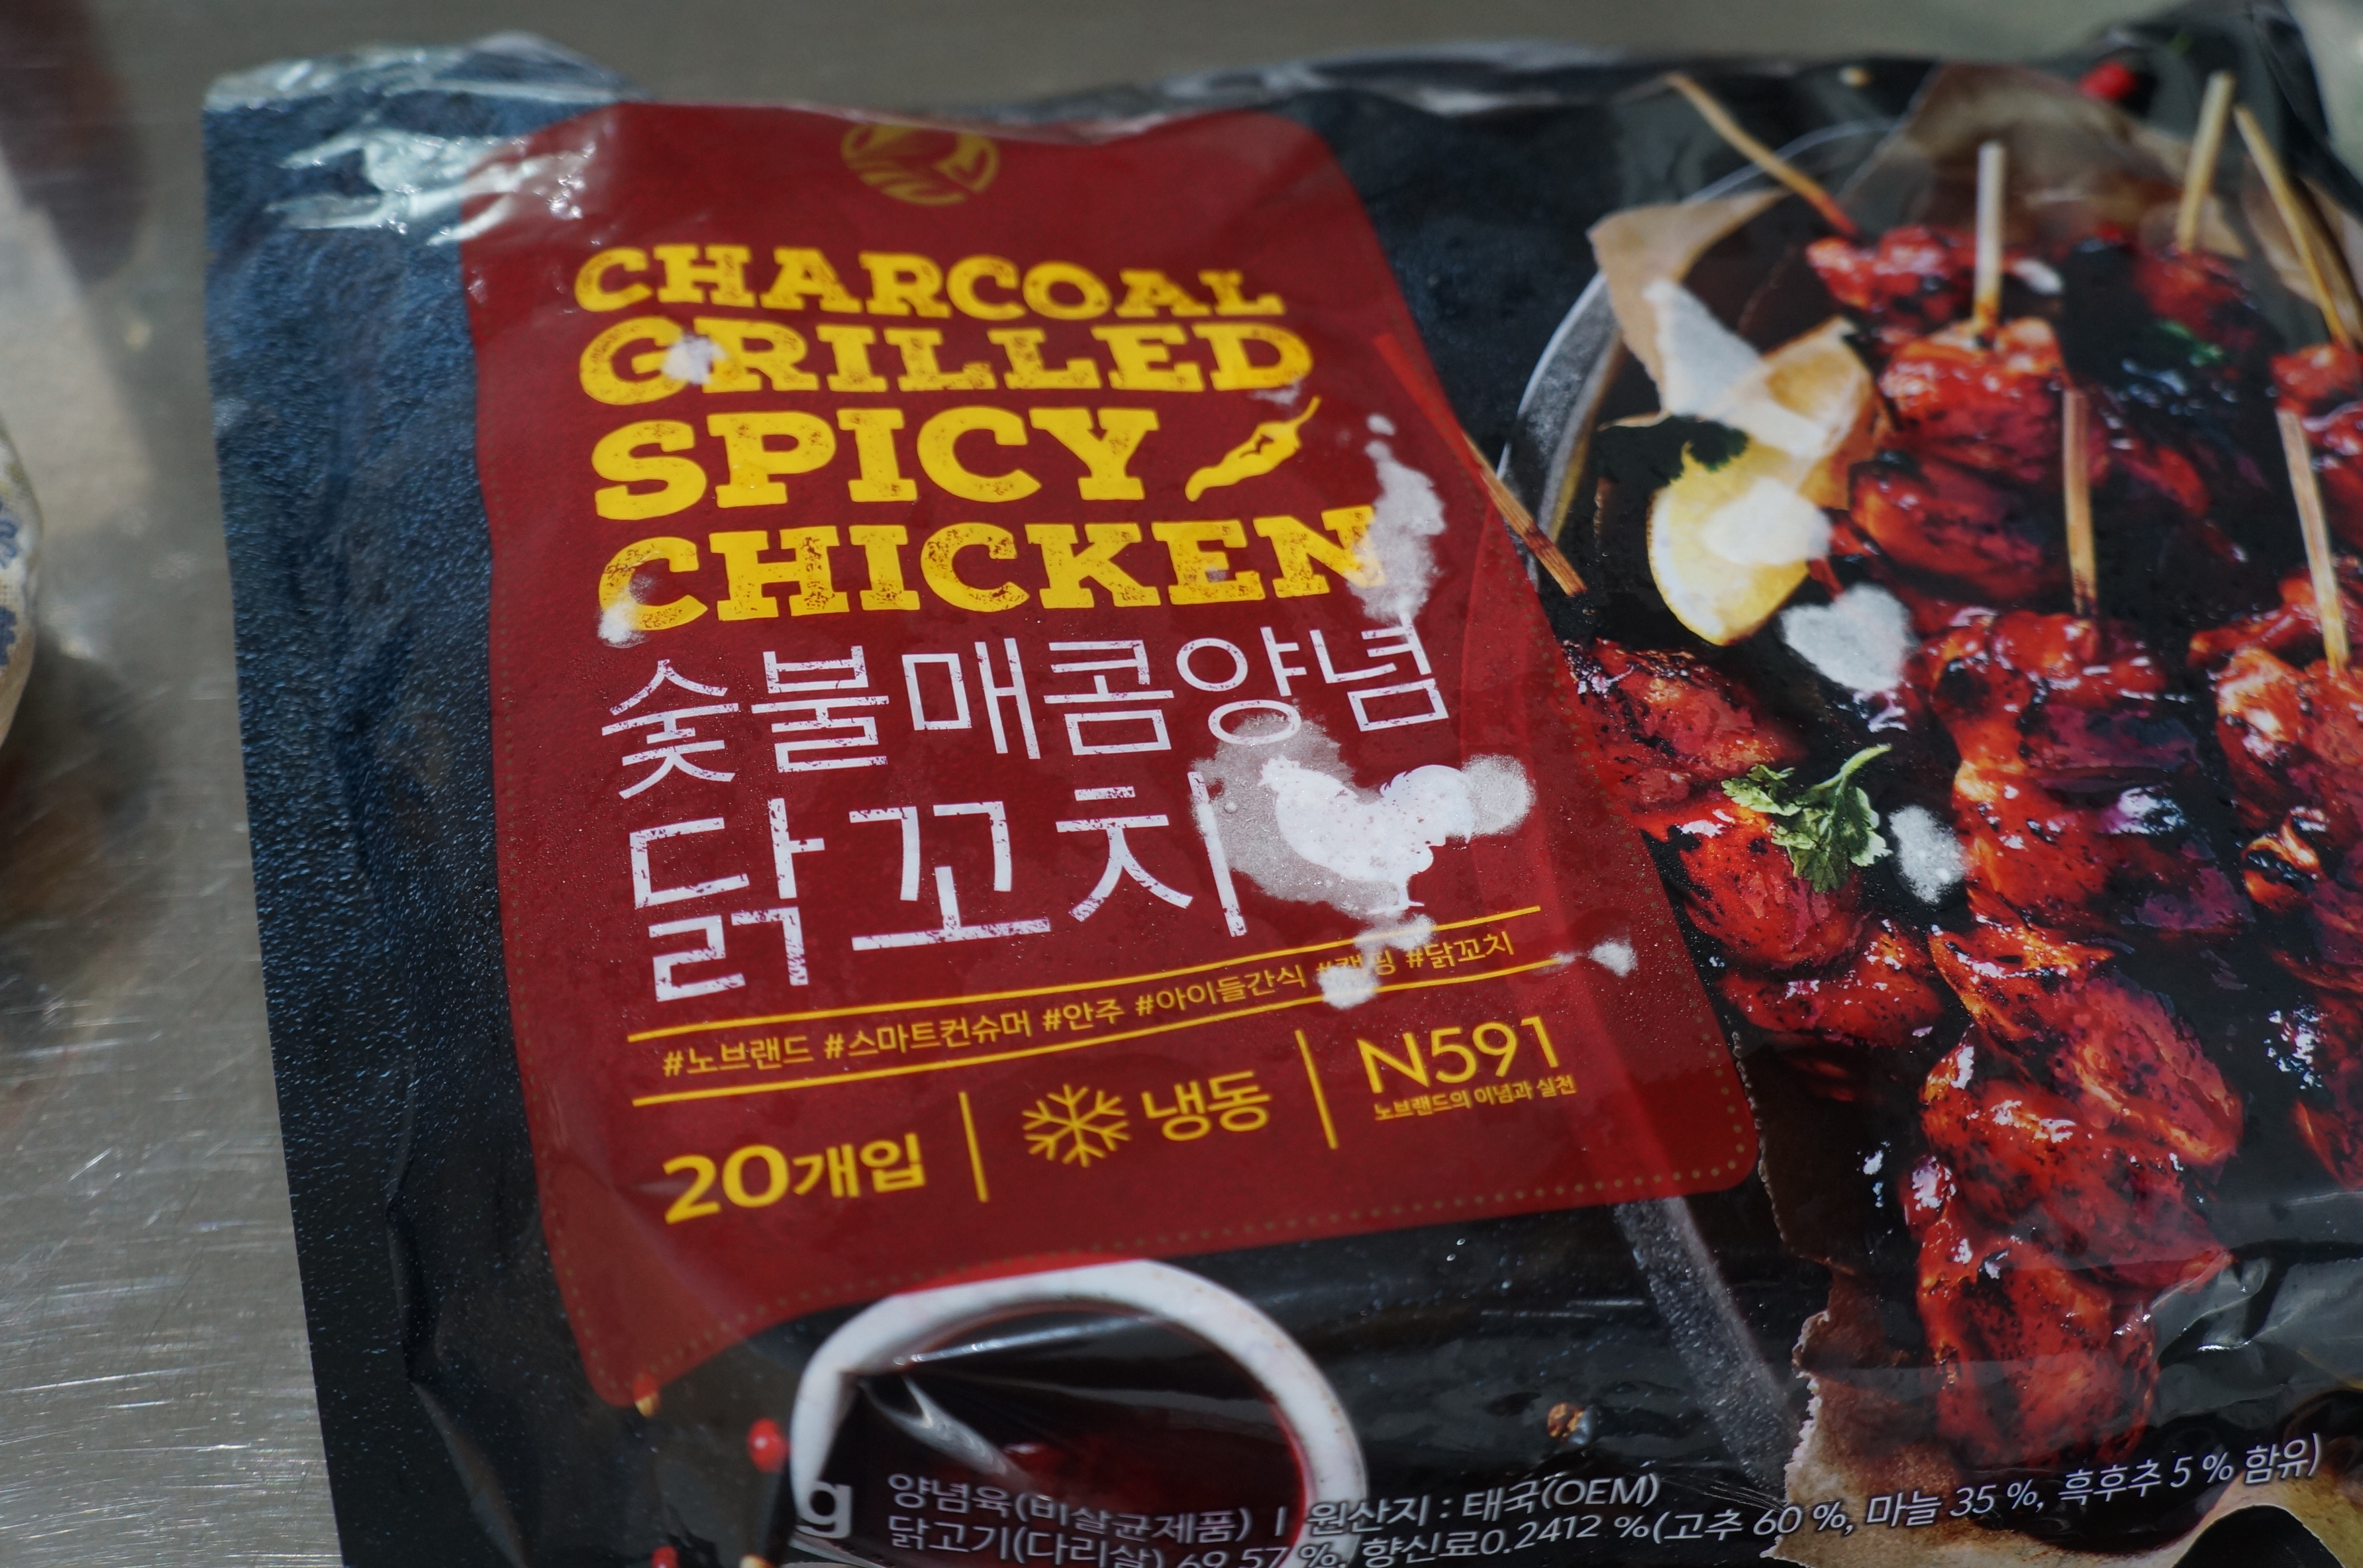 CHARCOAL
GRILLED
SPICY
CHICKEN
숯불매콤양념
닭꼬치
#노브랜드 #스마트컨슈머 #안주 #아이들간식 #캠핑 #닭꼬치
20개입
냉동
N591
노브랜드의 이념과 실천
g
양념육(비살균제품) | 원산지 : 태국(OEM)
닭고기(다리살) 69.57 %, 향신료0.2412 %(고추 60 %, 마늘 35 %, 흑후추 5 % 함유)